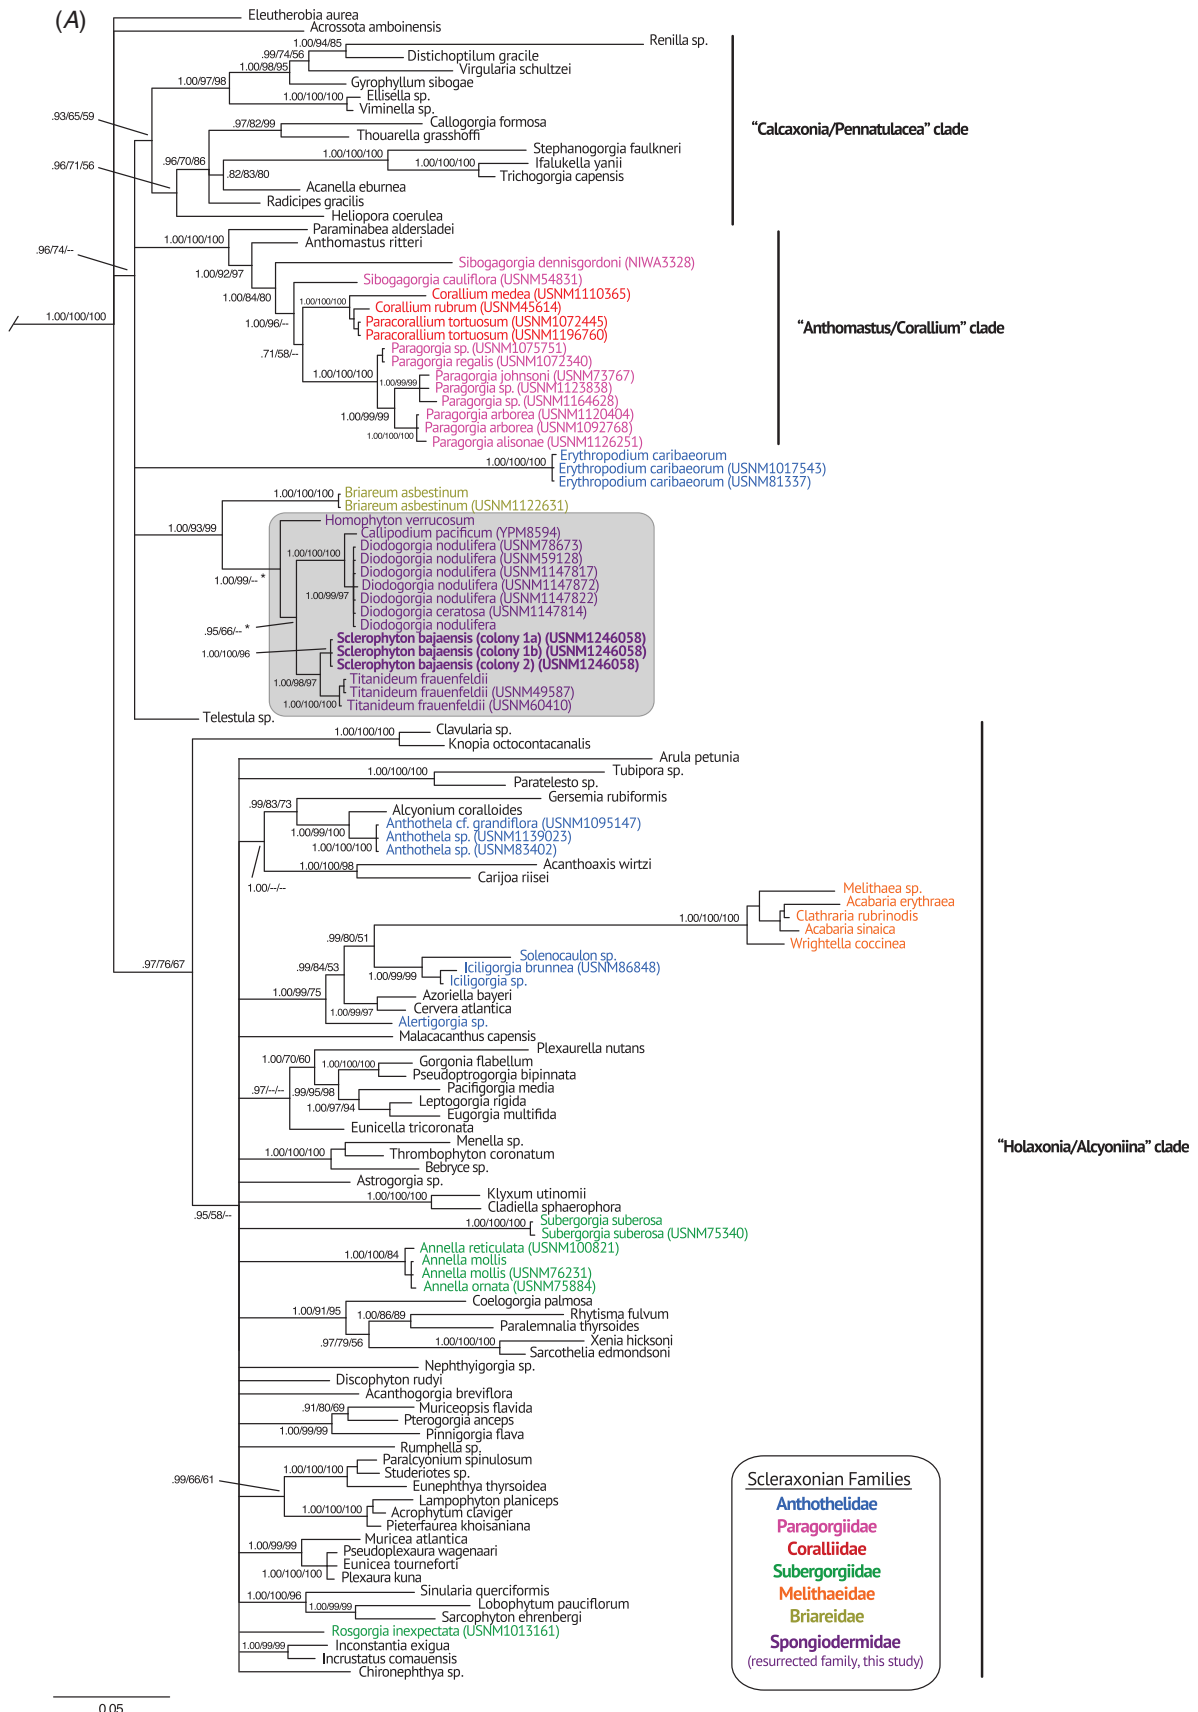 (A)
Eleutherobia aurea
Acrossota amboinensis
1.00/94/85
Renilla sp.
.99/74/56
Distichoptilum gracile
1.00/98/95
Virgularia schultzei
1.00/97/98
Gyrophyllum sibogae
1.00/100/100
Ellisella sp.
Viminella sp.
.93/65/59
.97/82/99
Callogorgia formosa
Thouarella grasshoffi
“Calcaxonia/Pennatulacea” clade
1.00/100/100
Stephanogorgia faulkneri
.96/71/56
.96/70/86
1.00/100/100
Ifalukella yanii
.82/83/80
Trichogorgia capensis
Acanella eburnea
Radicipes gracilis
Heliopora coerulea
.96/74/--
1.00/100/100
Paraminabea aldersladei
Anthomastus ritteri
1.00/92/97
Sibogagorgia dennisgordoni (NIWA3328)
1.00/84/80
Sibogagorgia cauliflora (USNM54831)
1.00/100/100
Corallium medea (USNM1110365)
Corallium rubrum (USNM45614)
1.00/100/100
1.00/96/--
Paracorallium tortuosum (USNM1072445)
Paracorallium tortuosum (USNM1196760)
“Anthomastus/Corallium” clade
.71/58/--
Paragorgia sp. (USNM1075751)
Paragorgia regalis (USNM1072340)
1.00/100/100
1.00/99/99
Paragorgia johnsoni (USNM73767)
Paragorgia sp. (USNM1123838)
Paragorgia sp. (USNM1164628)
1.00/99/99
Paragorgia arborea (USNM1120404)
Paragorgia arborea (USNM1092768)
1.00/100/100
Paragorgia alisonae (USNM1126251)
Erythropodium caribaeorum
1.00/100/100
Erythropodium caribaeorum (USNM1017543)
Erythropodium caribaeorum (USNM81337)
1.00/100/100
Briareum asbestinum
Briareum asbestinum (USNM1122631)
1.00/93/99
Homophyton verrucosum
Callipodium pacificum (YPM8594)
Diodogorgia nodulifera (USNM78673)
1.00/100/100
Diodogorgia nodulifera (USNM59128)
Diodogorgia nodulifera (USNM1147817)
1.00/99/-- *
Diodogorgia nodulifera (USNM1147872)
1.00/99/97
Diodogorgia nodulifera (USNM1147822)
Diodogorgia ceratosa (USNM1147814)
Diodogorgia nodulifera
.95/66/-- *
Sclerophyton bajaensis (colony 1a) (USNM1246058)
1.00/100/96
Sclerophyton bajaensis (colony 1b) (USNM1246058)
Sclerophyton bajaensis (colony 2) (USNM1246058)
1.00/98/97
Titanideum frauenfeldii
Titanideum frauenfeldii (USNM49587)
1.00/100/100
Titanideum frauenfeldii (USNM60410)
Telestula sp.
1.00/100/100
Clavularia sp.
Knopia octocontacanalis
Arula petunia
1.00/100/100
Tubipora sp.
Paratelesto sp.
.99/83/73
Gersemia rubiformis
Alcyonium coralloides
1.00/99/100
Anthothela cf. grandiflora (USNM1095147)
Anthothela sp. (USNM1139023)
1.00/100/100
Anthothela sp. (USNM83402)
1.00/100/98
Acanthoaxis wirtzi
Carijoa riisei
1.00/--/--
Melithaea sp.
Acabaria erythraea
1.00/100/100
Clathraria rubrinodis
Acabaria sinaica
Wrightella coccinea
.99/80/51
Solenocaulon sp.
.97/76/67
.99/84/53
1.00/99/99
Iciligorgia brunnea (USNM86848)
Iciligorgia sp.
1.00/99/75
Azoriella bayeri
1.00/99/97
Cervera atlantica
Alertigorgia sp.
Malacacanthus capensis
Plexaurella nutans
1.00/70/60
1.00/100/100
Gorgonia flabellum
Pseudoptrogorgia bipinnata
.97/--/--
.99/95/98
Pacifigorgia media
1.00/97/94
Leptogorgia rigida
Eugorgia multifida
Eunicella tricoronata
Menella sp.
1.00/100/100
Thrombophyton coronatum
Bebryce sp.
“Holaxonia/Alcyoniina” clade
Astrogorgia sp.
1.00/100/100
Klyxum utinomii
Cladiella sphaerophora
.95/58/--
1.00/100/100
Subergorgia suberosa
Subergorgia suberosa (USNM75340)
Annella reticulata (USNM100821)
1.00/100/84
Annella mollis
Annella mollis (USNM76231)
Annella ornata (USNM75884)
Coelogorgia palmosa
1.00/91/95
1.00/86/89
Rhytisma fulvum
Paralemnalia thyrsoides
.97/79/56
1.00/100/100
Xenia hicksoni
Sarcothelia edmondsoni
Nephthyigorgia sp.
Discophyton rudyi
Acanthogorgia breviflora
.91/80/69
Muriceopsis flavida
Pterogorgia anceps
1.00/99/99
Pinnigorgia flava
Rumphella sp.
Paralcyonium spinulosum
1.00/100/100
Studeriotes sp.
.99/66/61
Eunephthya thyrsoidea
Lampophyton planiceps
1.00/100/100
Acrophytum claviger
Pieterfaurea khoisaniana
Muricea atlantica
1.00/99/99
Pseudoplexaura wagenaari
Eunicea tourneforti
1.00/100/100
Plexaura kuna
1.00/100/96
Sinularia querciformis
1.00/99/99
Lobophytum pauciflorum
Sarcophyton ehrenbergi
Rosgorgia inexpectata (USNM1013161)
1.00/99/99
Inconstantia exigua
Incrustatus comauensis
Chironephthya sp.
Scleraxonian Families
Anthothelidae
Paragorgiidae
Coralliidae
Subergorgiidae
Melithaeidae
Briareidae
Spongiodermidae
(resurrected family, this study)
0.05